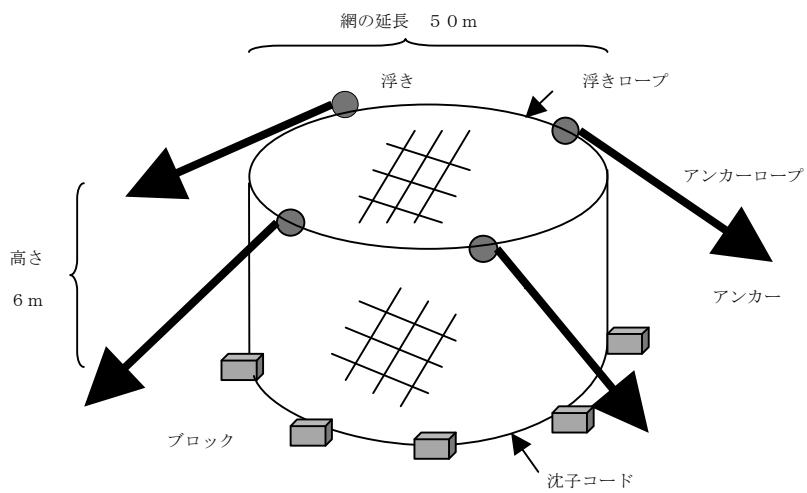 網の延長　５０ｍ
浮き
浮きロープ
アンカーロープ
高さ
６ｍ
アンカー
ブロック
沈子コード